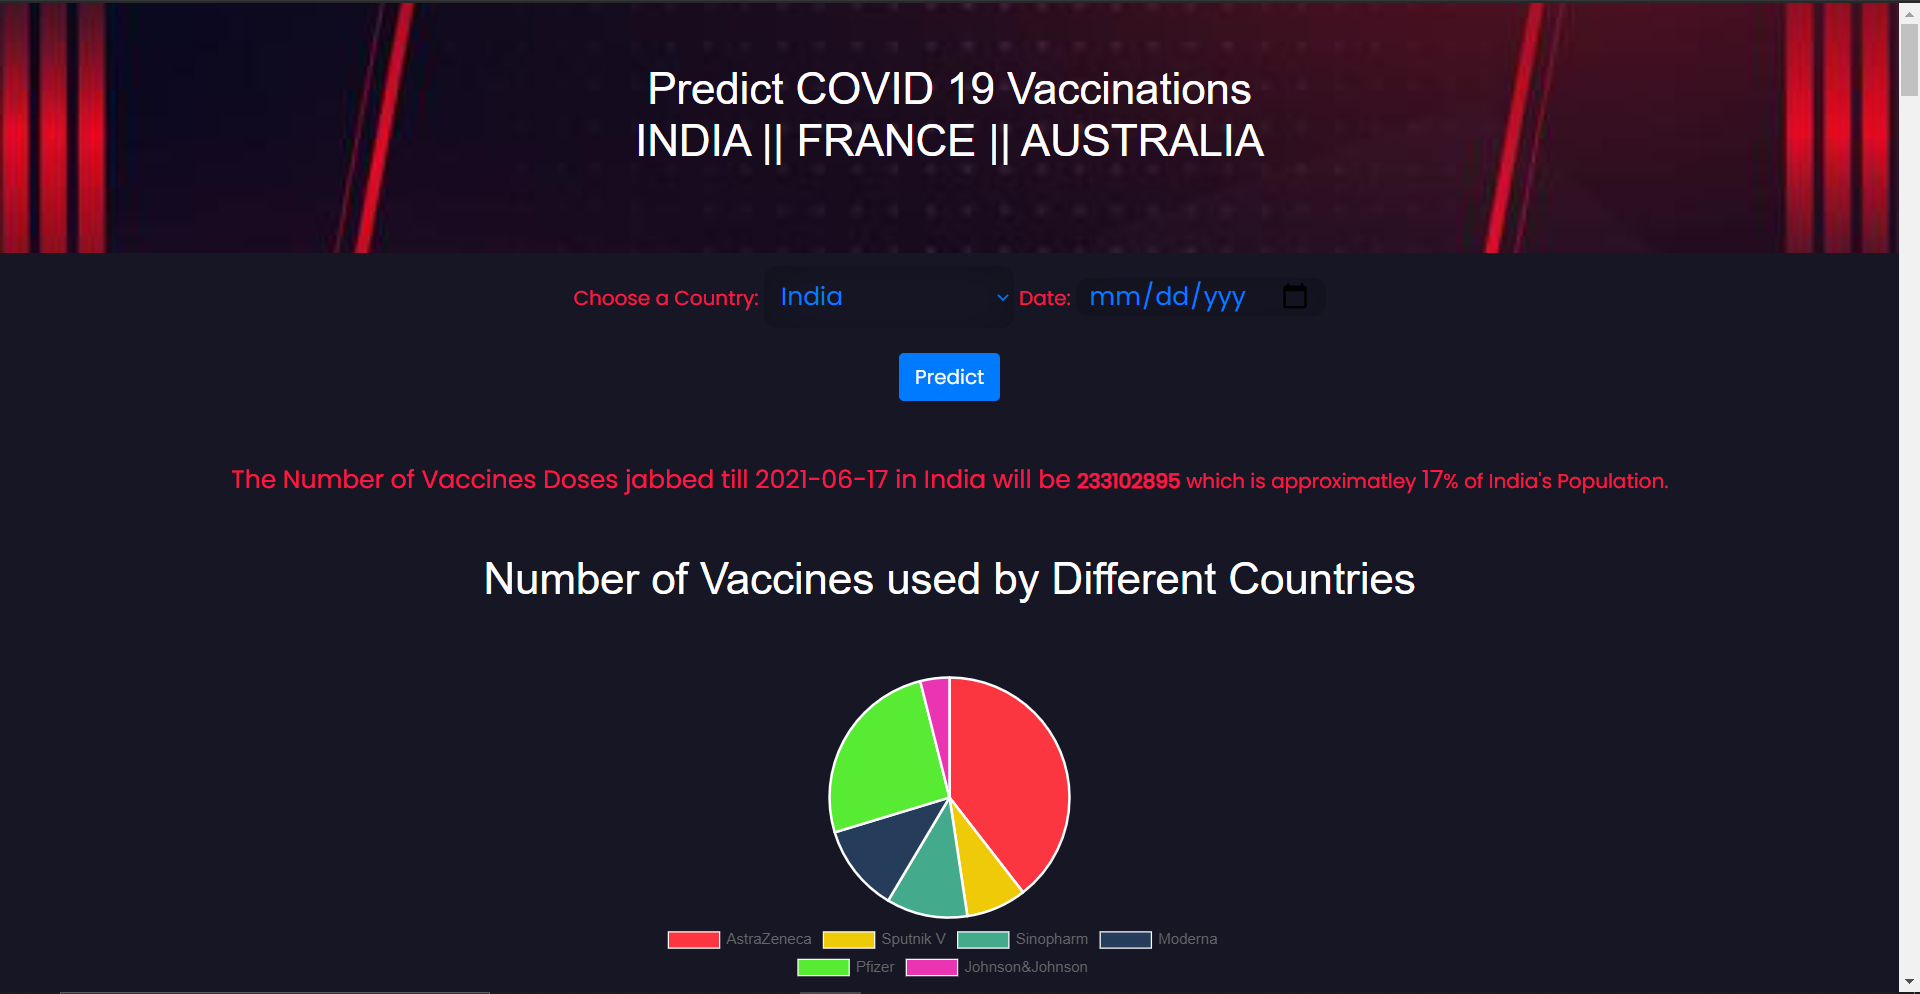 Predict COVID 19 Vaccinations
INDIA || FRANCE || AUSTRALIA
Choose a Country: India Date: mm/dd/yyy
Predict
The Number of Vaccines Doses jabbed till 2021-06-17 in India will be 233102895 which is approximatley 17% of India's Population.
Number of Vaccines used by Different Countries
AstraZeneca Sputnik V Sinopharm Moderna
Pfizer Johnson&Johnson